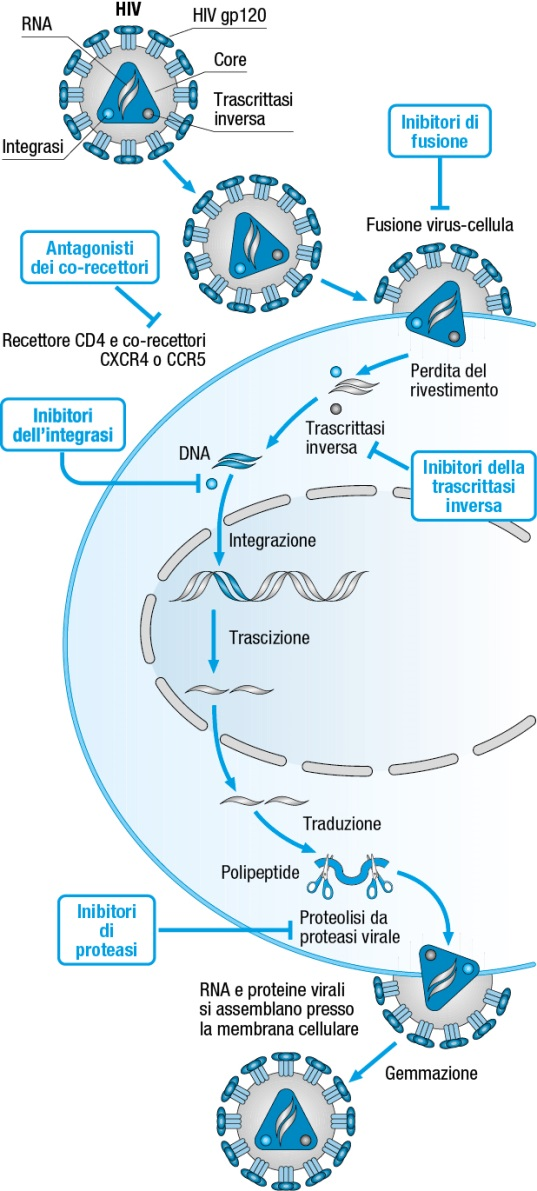 HIV
RNA
HIV gp120
Core
Trascrittasi
inversa
Integrasi
Inibitori di
fusione
Fusione virus-cellula
Antagonisti
dei co-recettori
Recettore CD4 e co-recettori
CXCR4 o CCR5
Perdita del
rivestimento
Inibitori
dell'integrasi
Trascrittasi
inversa
DNA
Inibitori della
trascrittasi
inversa
Integrazione
Trascizione
Traduzione
Polipeptide
Inibitori
di
proteasi
Proteolisi da
proteasi virale
RNA e proteine virali
si assemblano presso
la membrana cellulare
Gemmazione